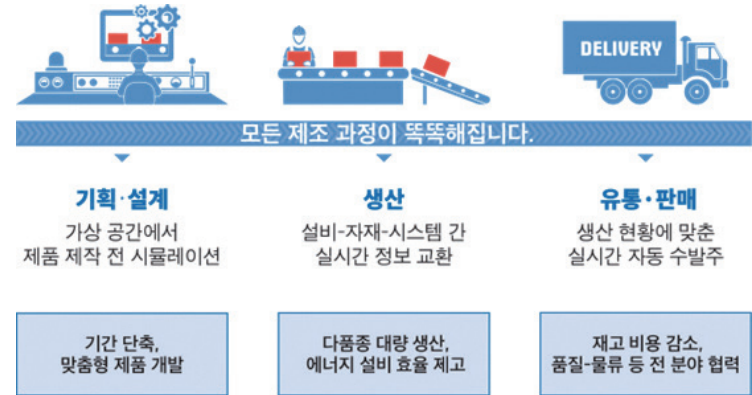 DELIVERY
모든 제조 과정이 똑똑해집니다.
기획·설계
가상 공간에서
제품 제작 전 시뮬레이션
기간 단축,
맞춤형 제품 개발
생산
설비-자재-시스템 간
실시간 정보 교환
다품종 대량 생산,
에너지 설비 효율 제고
유통·판매
생산 현황에 맞춘
실시간 자동 수발주
재고 비용 감소,
품질-물류 등 전 분야 협력